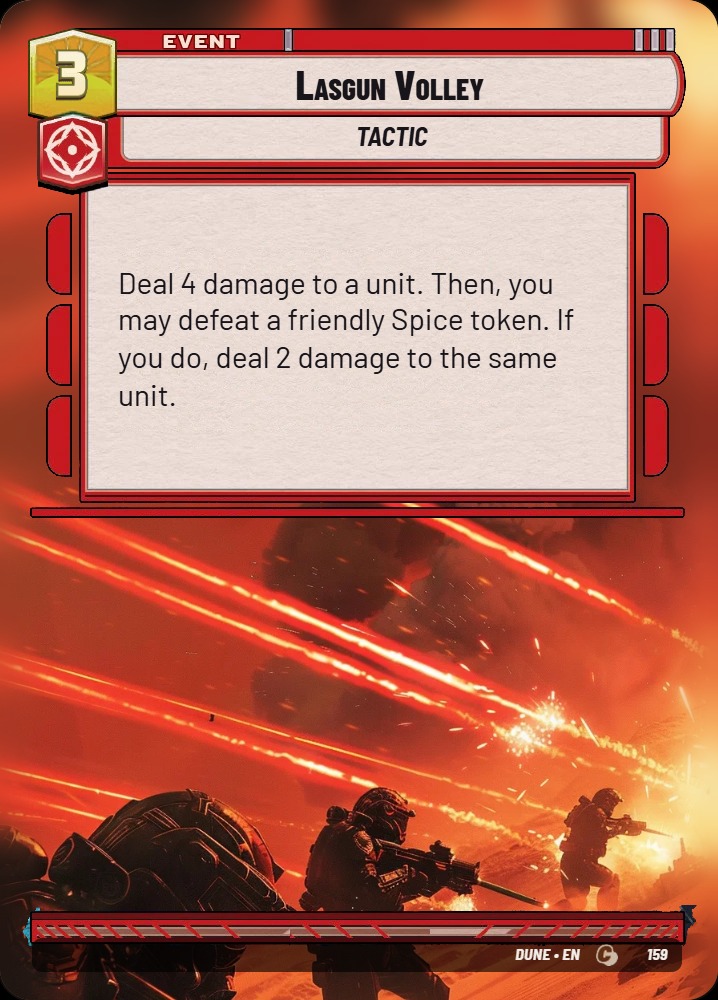 EVENT
3
Lasgun Volley
TACTIC
Deal 4 damage to a unit. Then, you
may defeat a friendly Spice token. If
you do, deal 2 damage to the same
unit.
DUNE • EN C 159